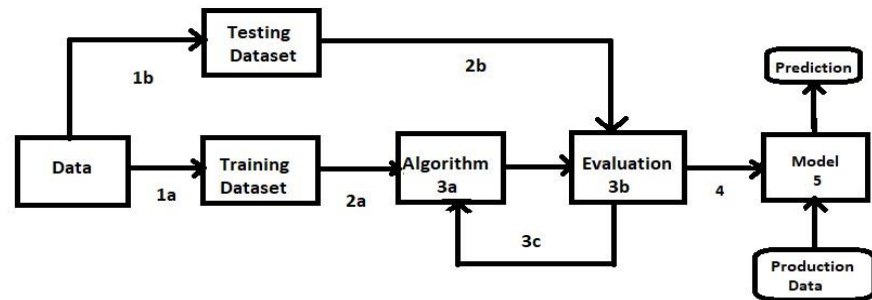 Testing
Dataset
1b
2b
Prediction
Data
Training
Dataset
Algorithm
3a
Evaluation
3b
Model
5
1a
2a
4
3c
Production
Data